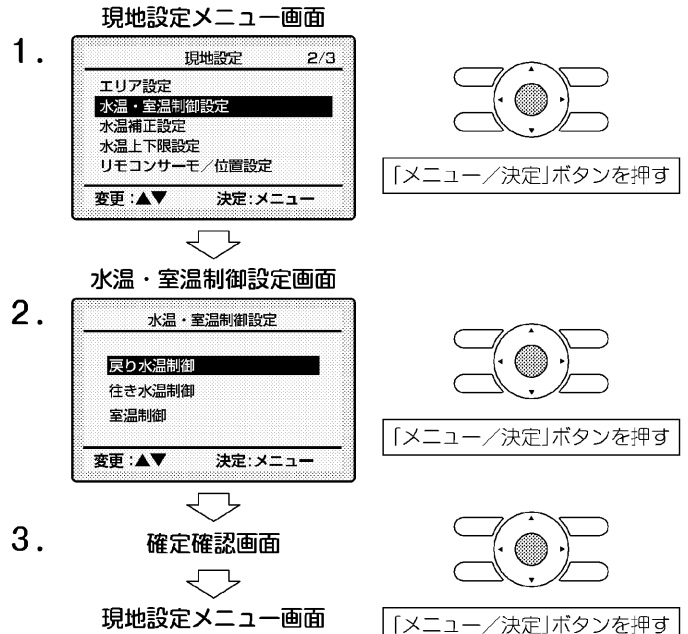 現地設定メニュー画面
1.
現地設定 2/3
エリア設定
水温・室温制御設定
水温補正設定
水温上下限設定
リモコンサーモ／位置設定
変更:▲▼ 決定:メニュー
「メニュー／決定」ボタンを押す
水温・室温制御設定画面
2.
水温・室温制御設定
戻り水温制御
往き水温制御
室温制御
変更:▲▼ 決定:メニュー
「メニュー／決定」ボタンを押す
3.
確定確認画面
現地設定メニュー画面
「メニュー／決定」ボタンを押す